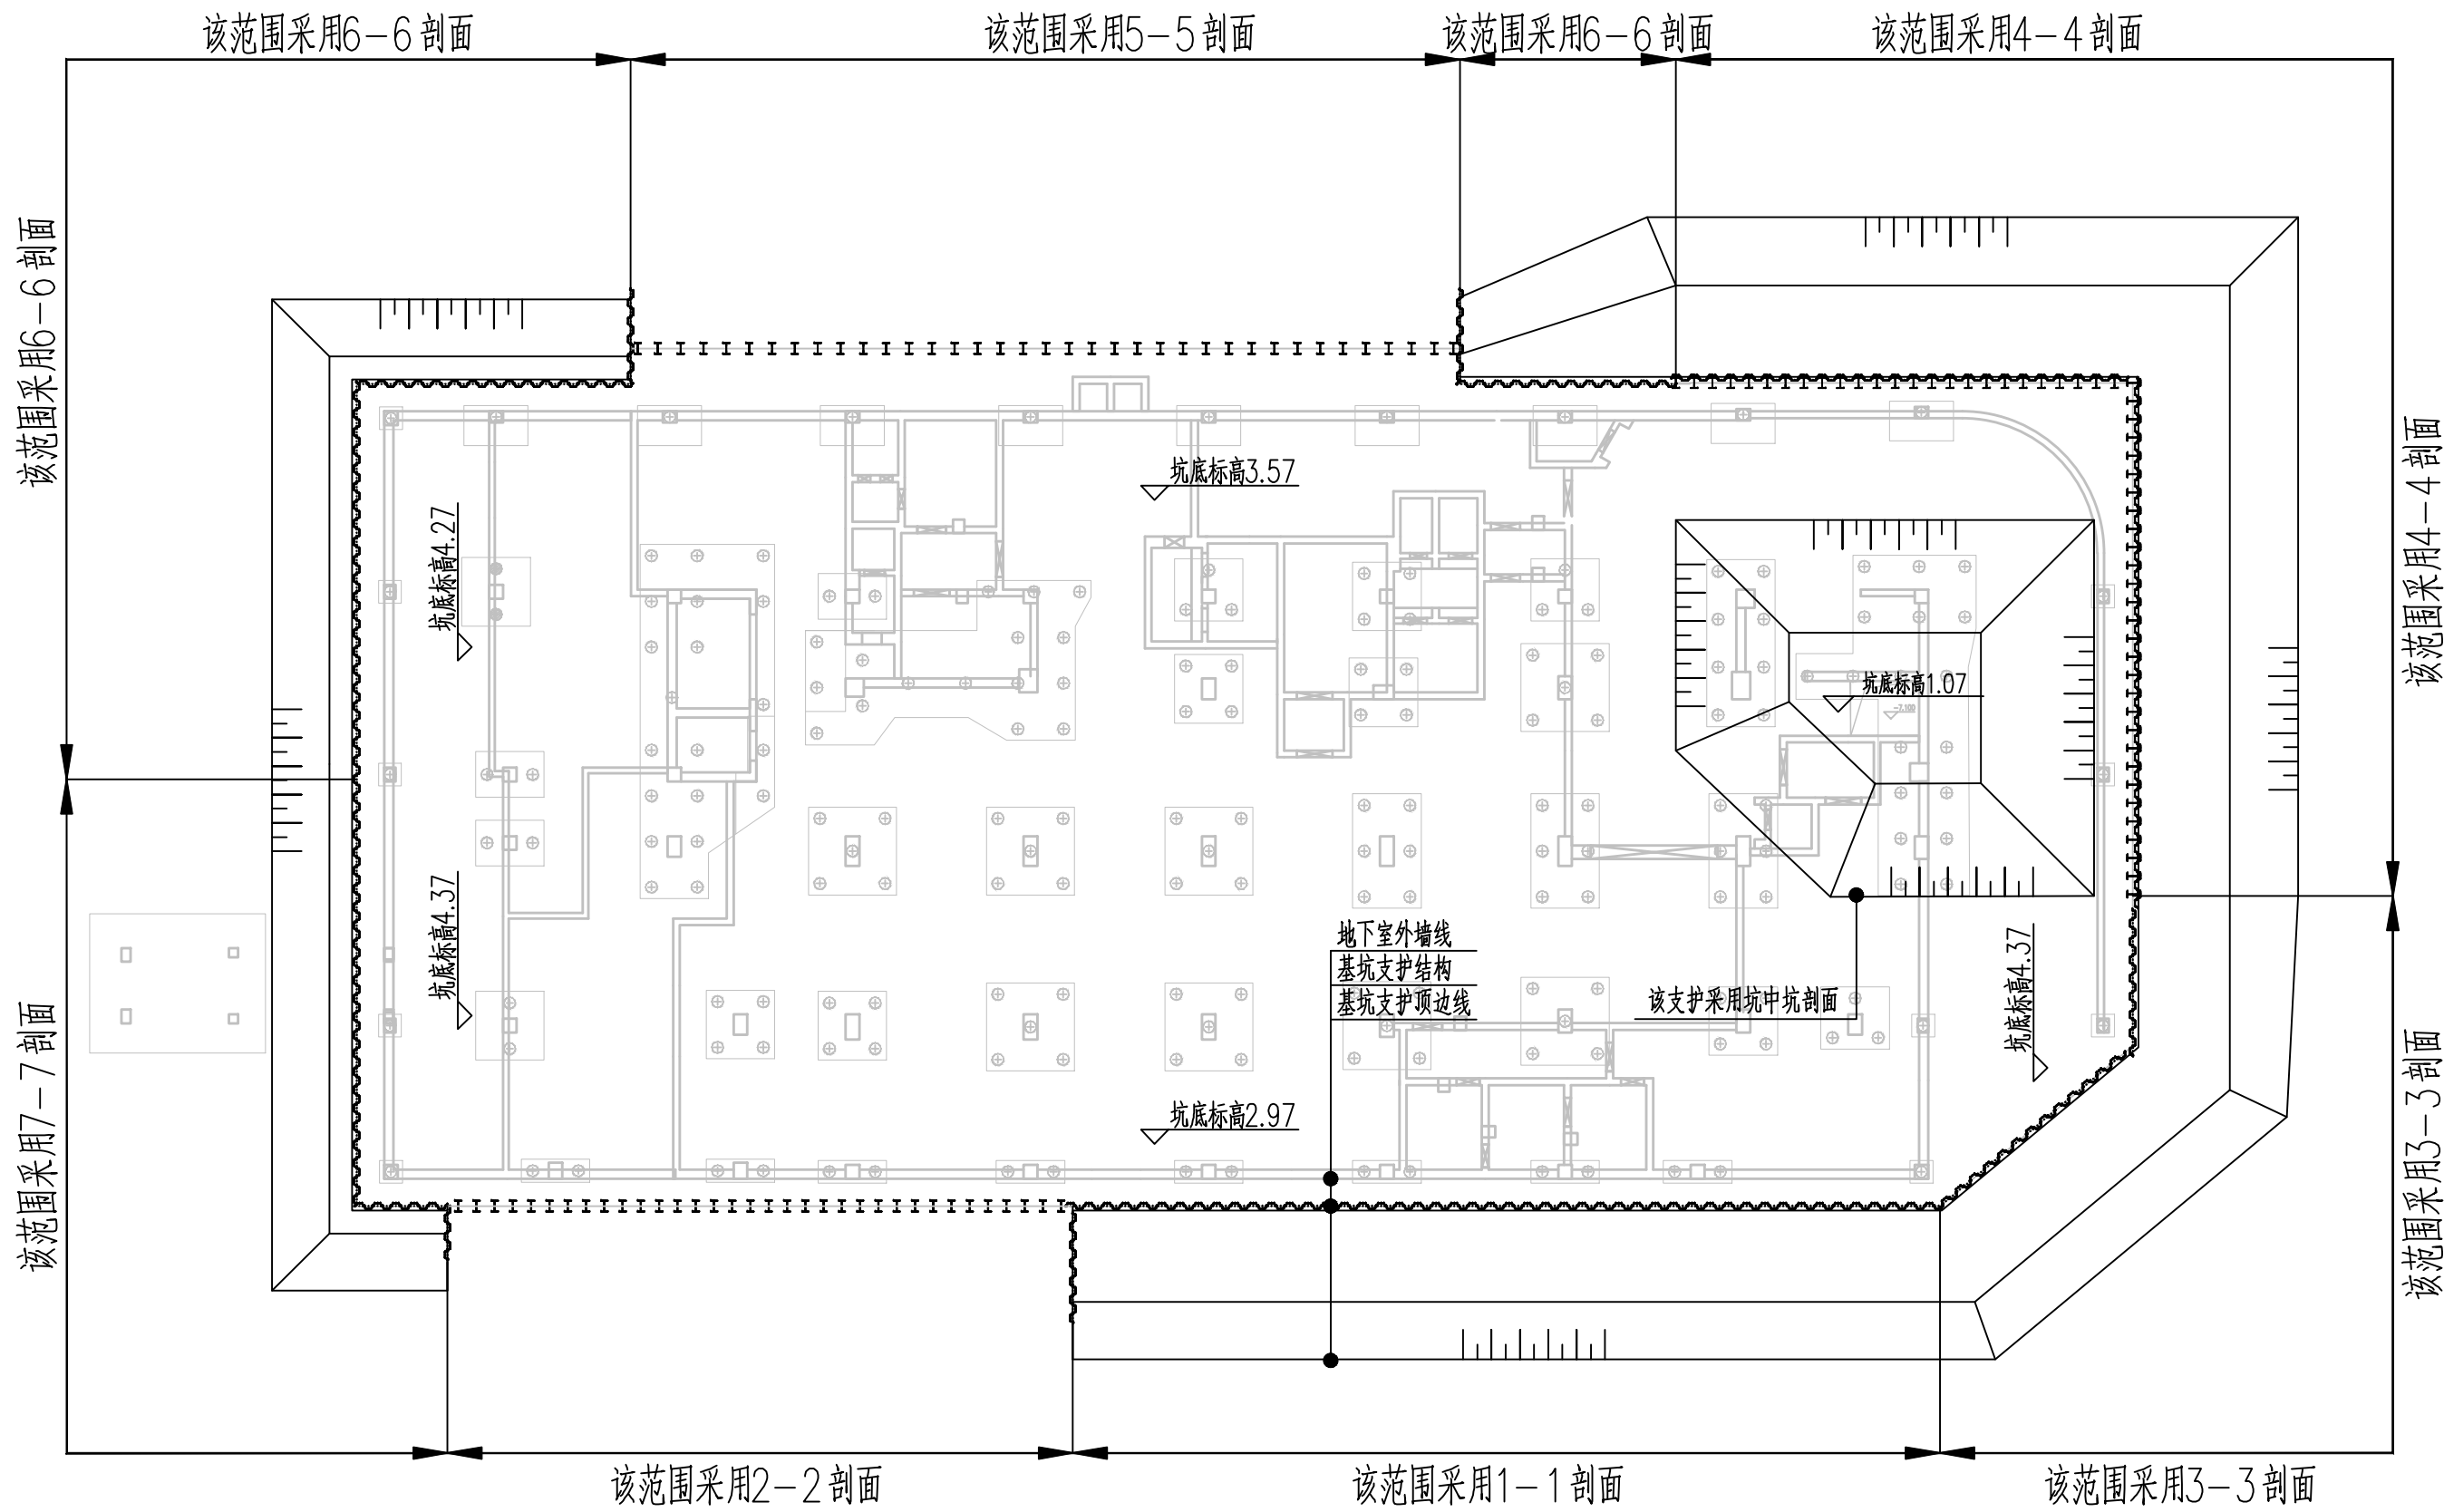 该范围采用6-6剖面
该范围采用5-5剖面
该范围采用6-6剖面
该范围采用4-4剖面
该范围采用6-6剖面
该范围采用4-4剖面
坑底标高3.57
坑底标高4.27
坑底标高1.07
-7.100
坑底标高4.37
地下室外墙线
基坑支护结构
基坑支护顶边线
该支护采用坑中坑剖面
坑底标高4.37
坑底标高2.97
该范围采用7-7剖面
该范围采用3-3剖面
该范围采用2-2剖面
该范围采用1-1剖面
该范围采用3-3剖面